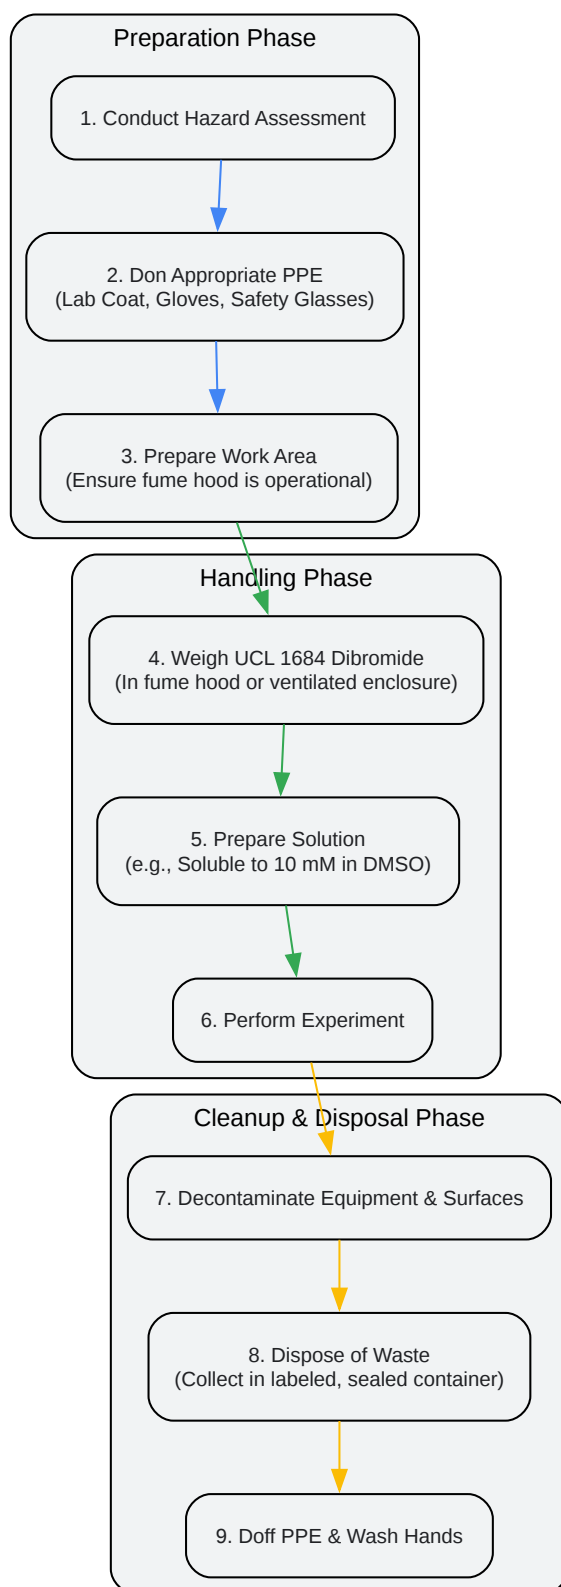 Preparation Phase
1. Conduct Hazard Assessment
2. Don Appropriate PPE
(Lab Coat, Gloves, Safety Glasses)
3. Prepare Work Area
(Ensure fume hood is operational)
Handling Phase
4. Weigh UCL 1684 Dibromide
(In fume hood or ventilated enclosure)
5. Prepare Solution
(e.g., Soluble to 10 mM in DMSO)
6. Perform Experiment
Cleanup & Disposal Phase
7. Decontaminate Equipment & Surfaces
8. Dispose of Waste
(Collect in labeled, sealed container)
9. Doff PPE & Wash Hands